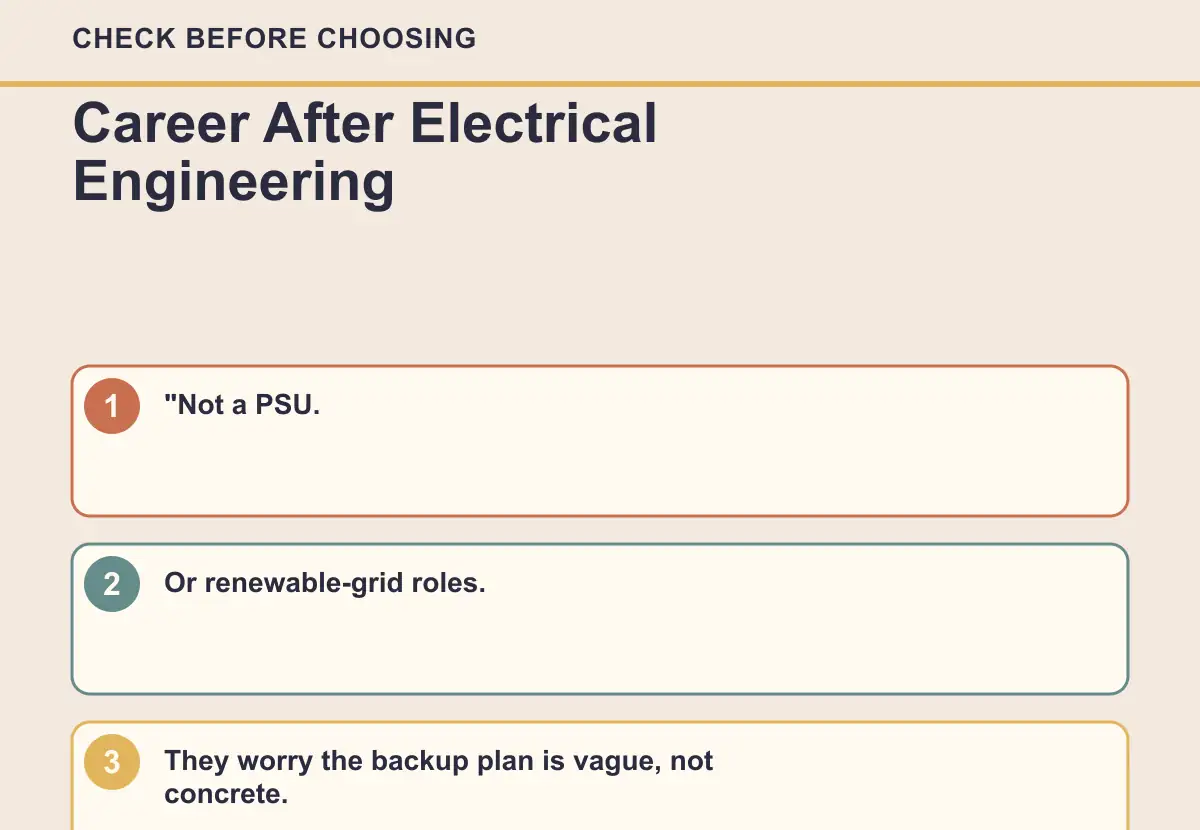 CHECK BEFORE CHOOSING
Career After Electrical
Engineering
1
"Not a PSU.
2
Or renewable-grid roles.
3
They worry the backup plan is vague, not
concrete.